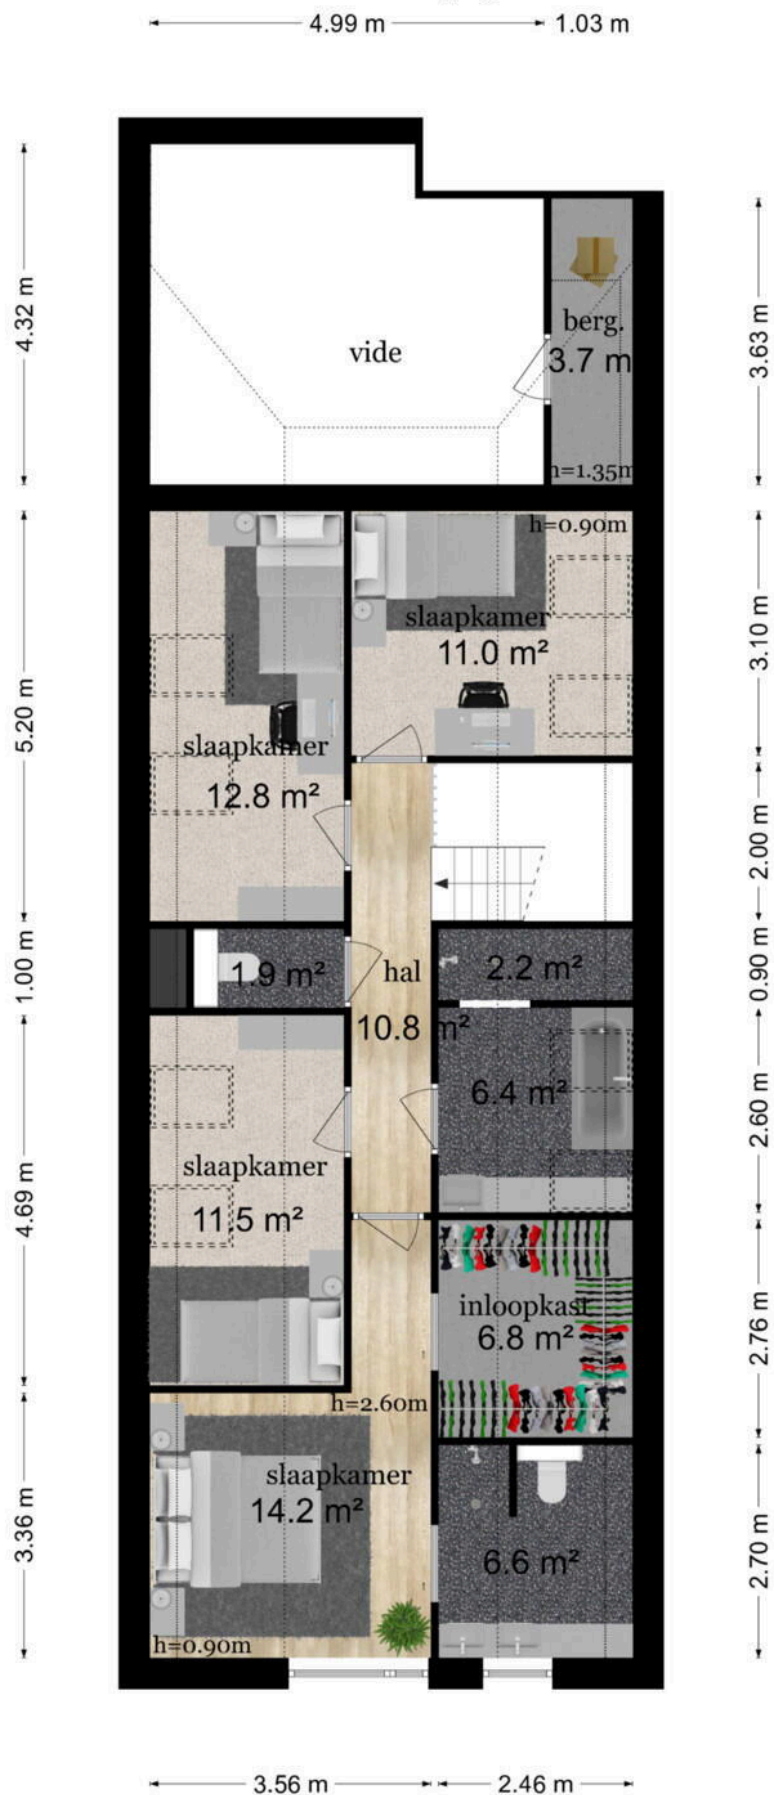 4.99 m
1.03 m
4.32 m
3.63 m
vide
berg.
3.7 m
h=1.35m
h=0.90m
slaapkamer
11.0 m²
3.10 m
5.20 m
slaapkamer
12.8 m²
2.00 m
1.00 m
1.9 m²
hal
10.8 m²
2.2 m²
0.90 m
6.4 m²
2.60 m
4.69 m
slaapkamer
11.5 m²
inloopkast
6.8 m²
2.76 m
h=2.60m
slaapkamer
14.2 m²
3.36 m
6.6 m²
2.70 m
h=0.90m
3.56 m
2.46 m